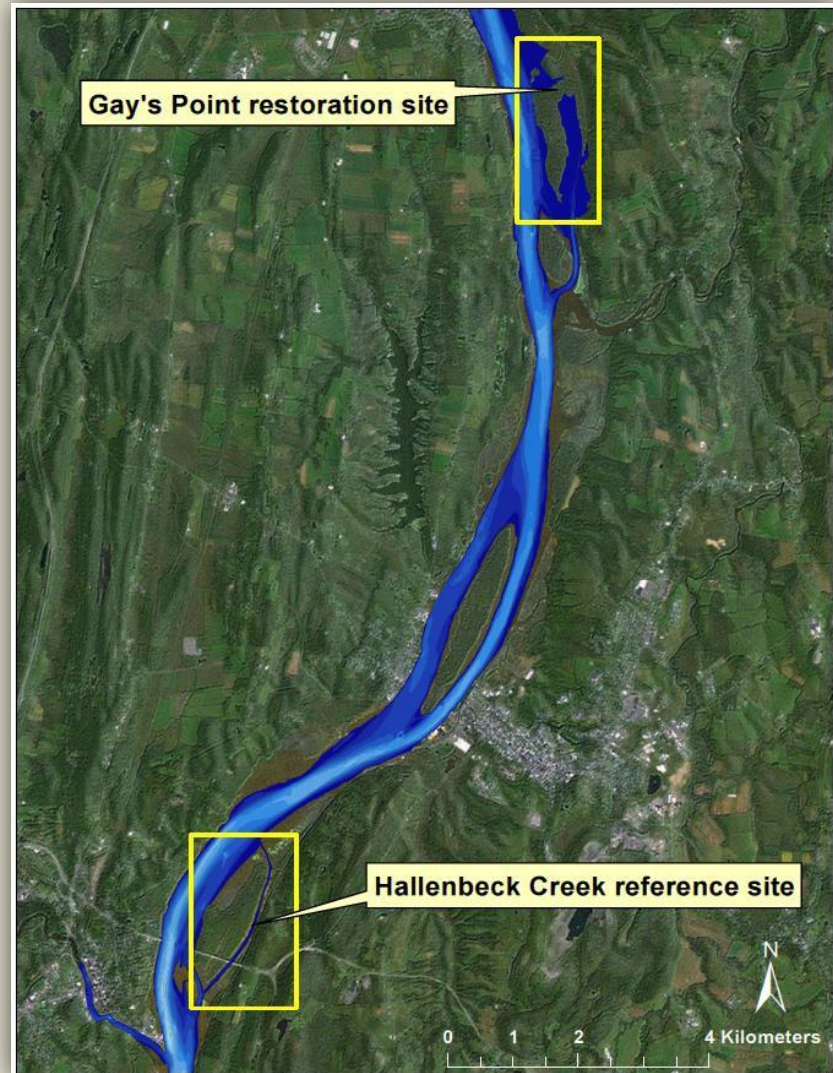 Gay's Point restoration site
Hallenbeck Creek reference site
N
0 1 2 4 Kilometers